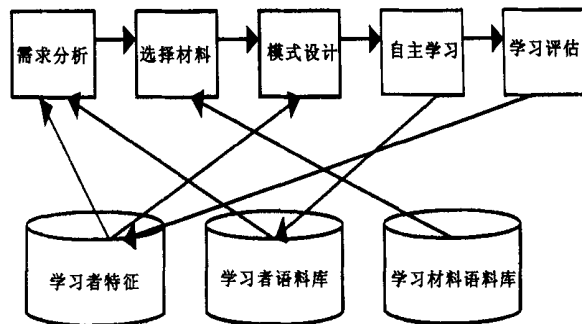 需求分析
选择材料
模式设计
自主学习
学习评估
学习者特征
学习者语料库
学习材料语料库